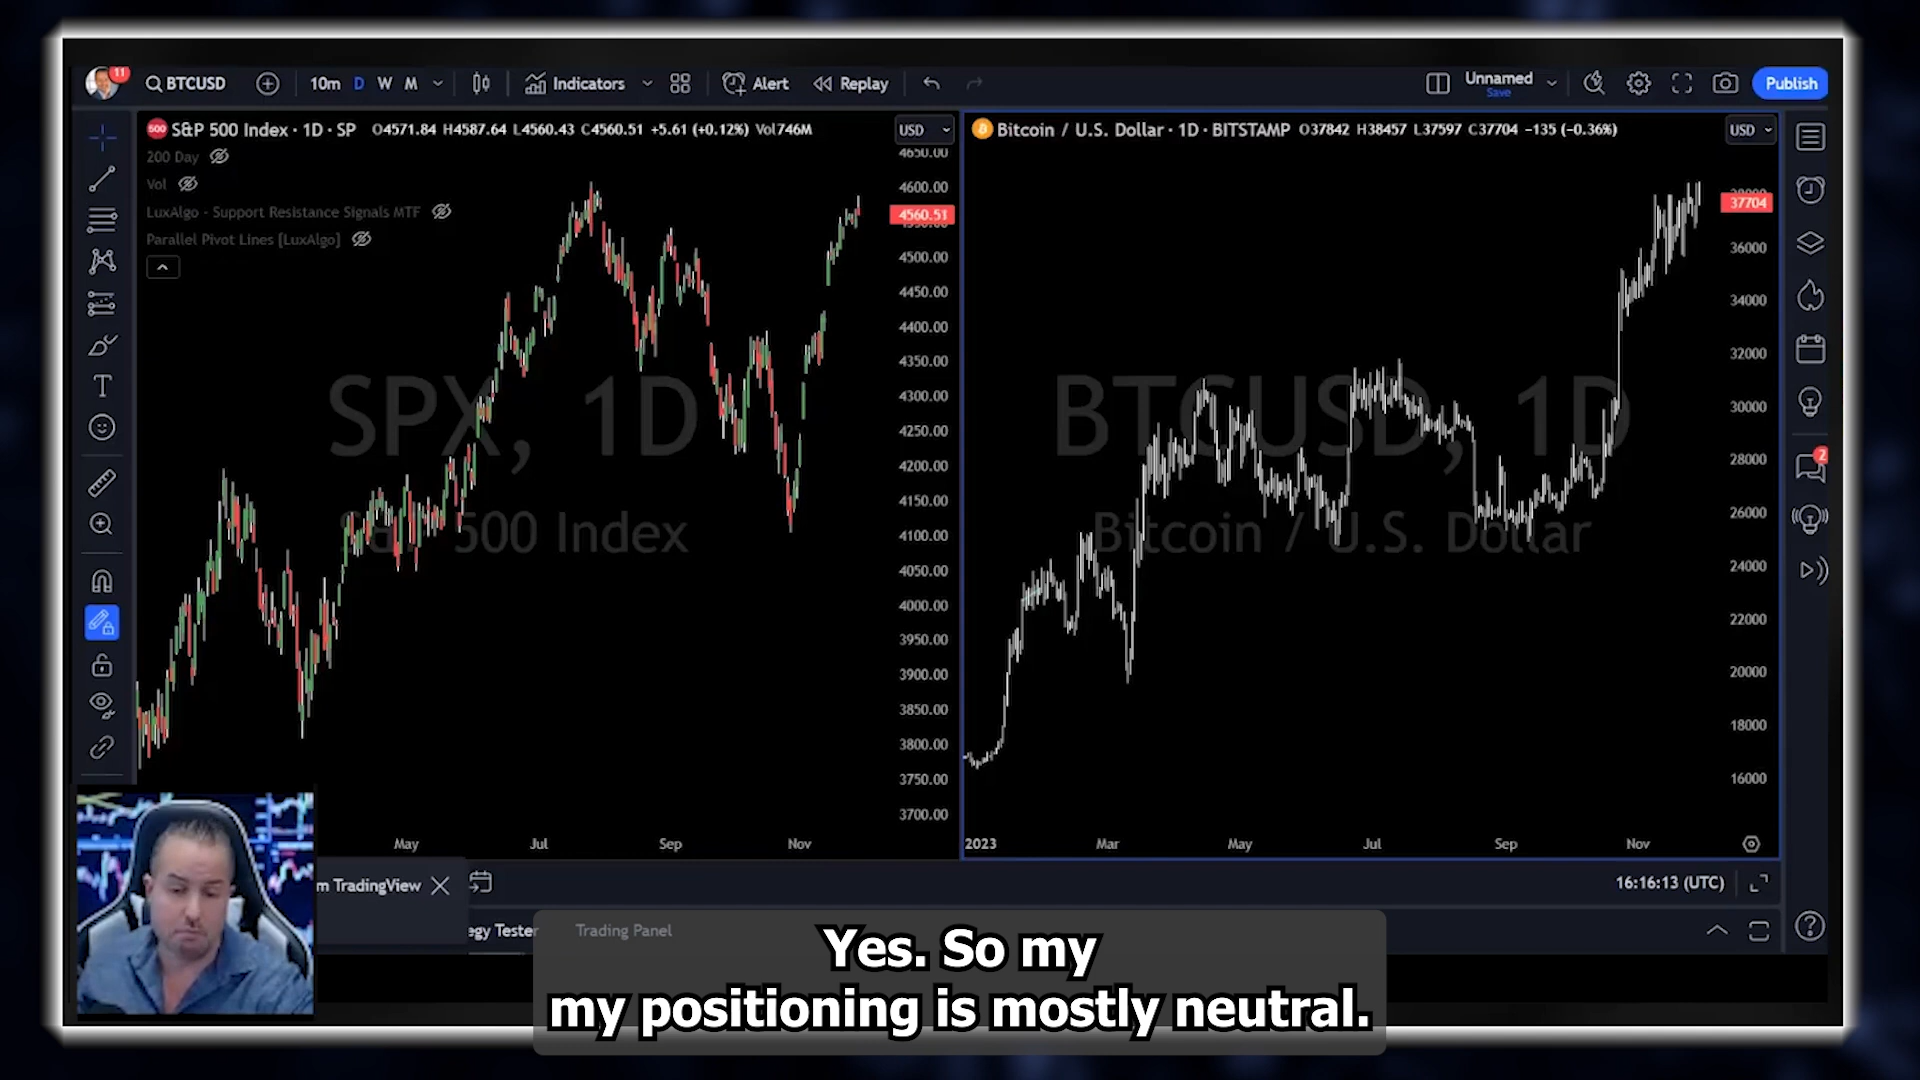 11
BTCUSD
10m D W M
Indicators
Alert
Replay
Unnamed
Save
Publish
500 S&P 500 Index · 1D · SP O4571.84 H4587.64 L4560.43 C4560.51 +5.61 (+0.12%) Vol746M
USD
200 Day
Vol
LuxAlgo - Support Resistance Signals MTF
Parallel Pivot Lines [LuxAlgo]
4650.00
4600.00
4560.51
4500.00
4450.00
4400.00
4350.00
4300.00
4250.00
4200.00
4150.00
4100.00
4050.00
4000.00
3950.00
3900.00
3850.00
3800.00
3750.00
3700.00
SPX, 1D
S&P 500 Index
May Jul Sep Nov
Bitcoin / U.S. Dollar · 1D · BITSTAMP O37842 H38457 L37597 C37704 −135 (−0.36%)
USD
37704
36000
34000
32000
30000
28000
26000
24000
22000
20000
18000
16000
BTCUSD, 1D
Bitcoin / U.S. Dollar
2023 Mar May Jul Sep Nov
2
m TradingView
16:16:13 (UTC)
egy Tester
Trading Panel
Yes. So my
my positioning is mostly neutral.